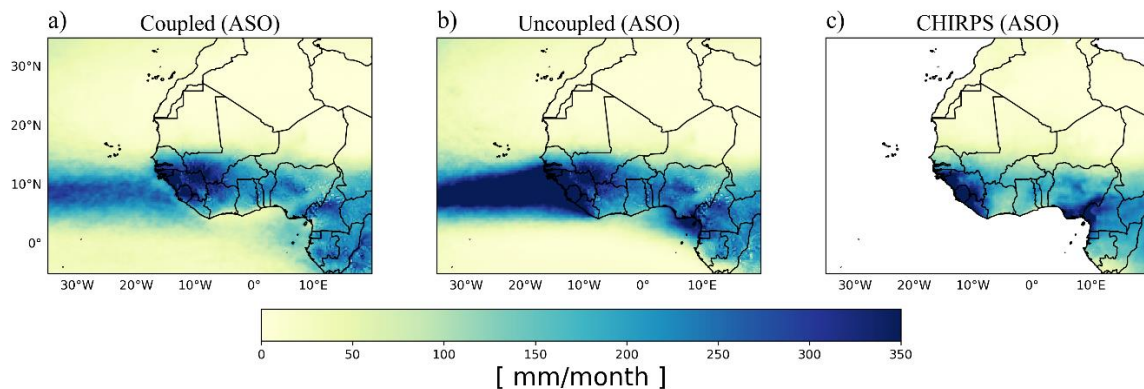 a) Coupled (ASO)
b) Uncoupled (ASO)
c) CHIRPS (ASO)
30°N
20°N
10°N
0°
30°W 20°W 10°W 0° 10°E
30°W 20°W 10°W 0° 10°E
30°W 20°W 10°W 0° 10°E
0 50 100 150 200 250 300 350
[ mm/month ]